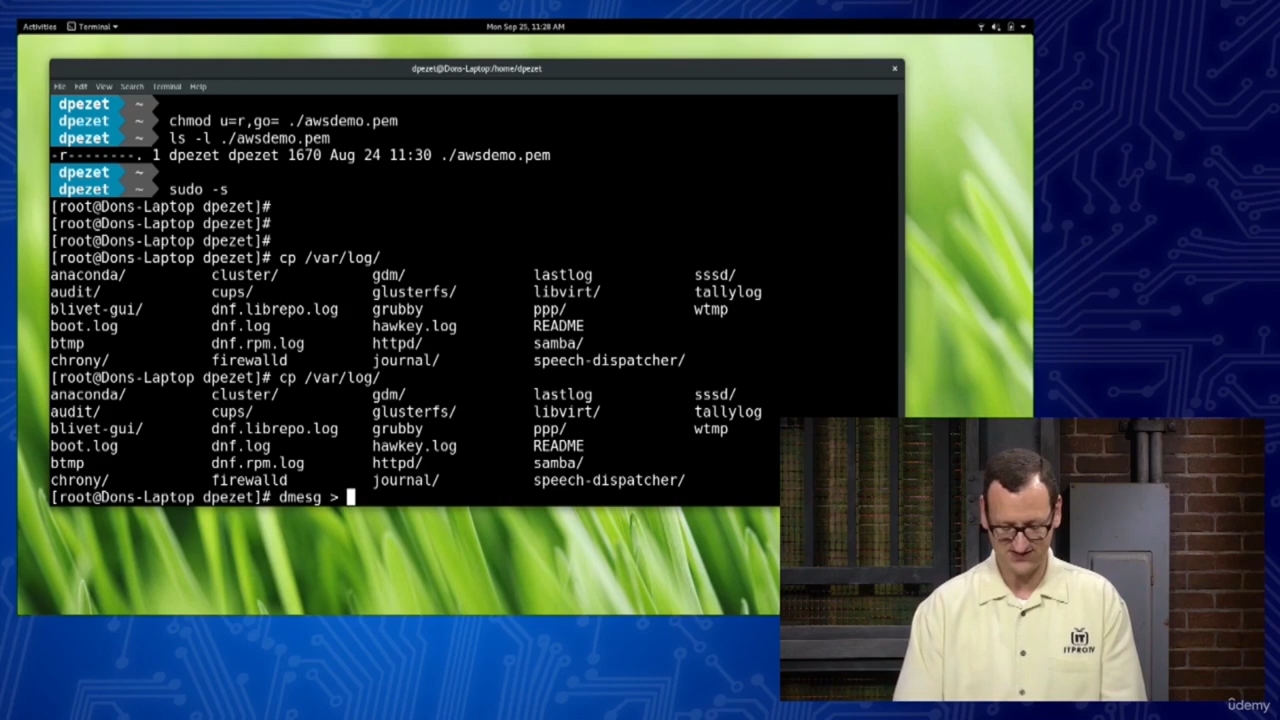 Activities Terminal Mon Sep 25, 11:28 AM
dpezet@Dons-Laptop:/home/dpezet ×
File Edit View Search Terminal Help
dpezet ~
dpezet ~ chmod u=r,go= ./awsdemo.pem
dpezet ~ ls -l ./awsdemo.pem
-r--------. 1 dpezet dpezet 1670 Aug 24 11:30 ./awsdemo.pem
dpezet ~
dpezet ~ sudo -s
[root@Dons-Laptop dpezet]#
[root@Dons-Laptop dpezet]#
[root@Dons-Laptop dpezet]#
[root@Dons-Laptop dpezet]# cp /var/log/
anaconda/ cluster/ gdm/ lastlog sssd/
audit/ cups/ glusterfs/ libvirt/ tallylog
blivet-gui/ dnf.librepo.log grubby ppp/ wtmp
boot.log dnf.log hawkey.log README
btmp dnf.rpm.log httpd/ samba/
chrony/ firewalld journal/ speech-dispatcher/
[root@Dons-Laptop dpezet]# cp /var/log/
anaconda/ cluster/ gdm/ lastlog sssd/
audit/ cups/ glusterfs/ libvirt/ tallylog
blivet-gui/ dnf.librepo.log grubby ppp/ wtmp
boot.log dnf.log hawkey.log README
btmp dnf.rpm.log httpd/ samba/
chrony/ firewalld journal/ speech-dispatcher/
[root@Dons-Laptop dpezet]# dmesg >
IT
ITPRO.TV
ûdemy